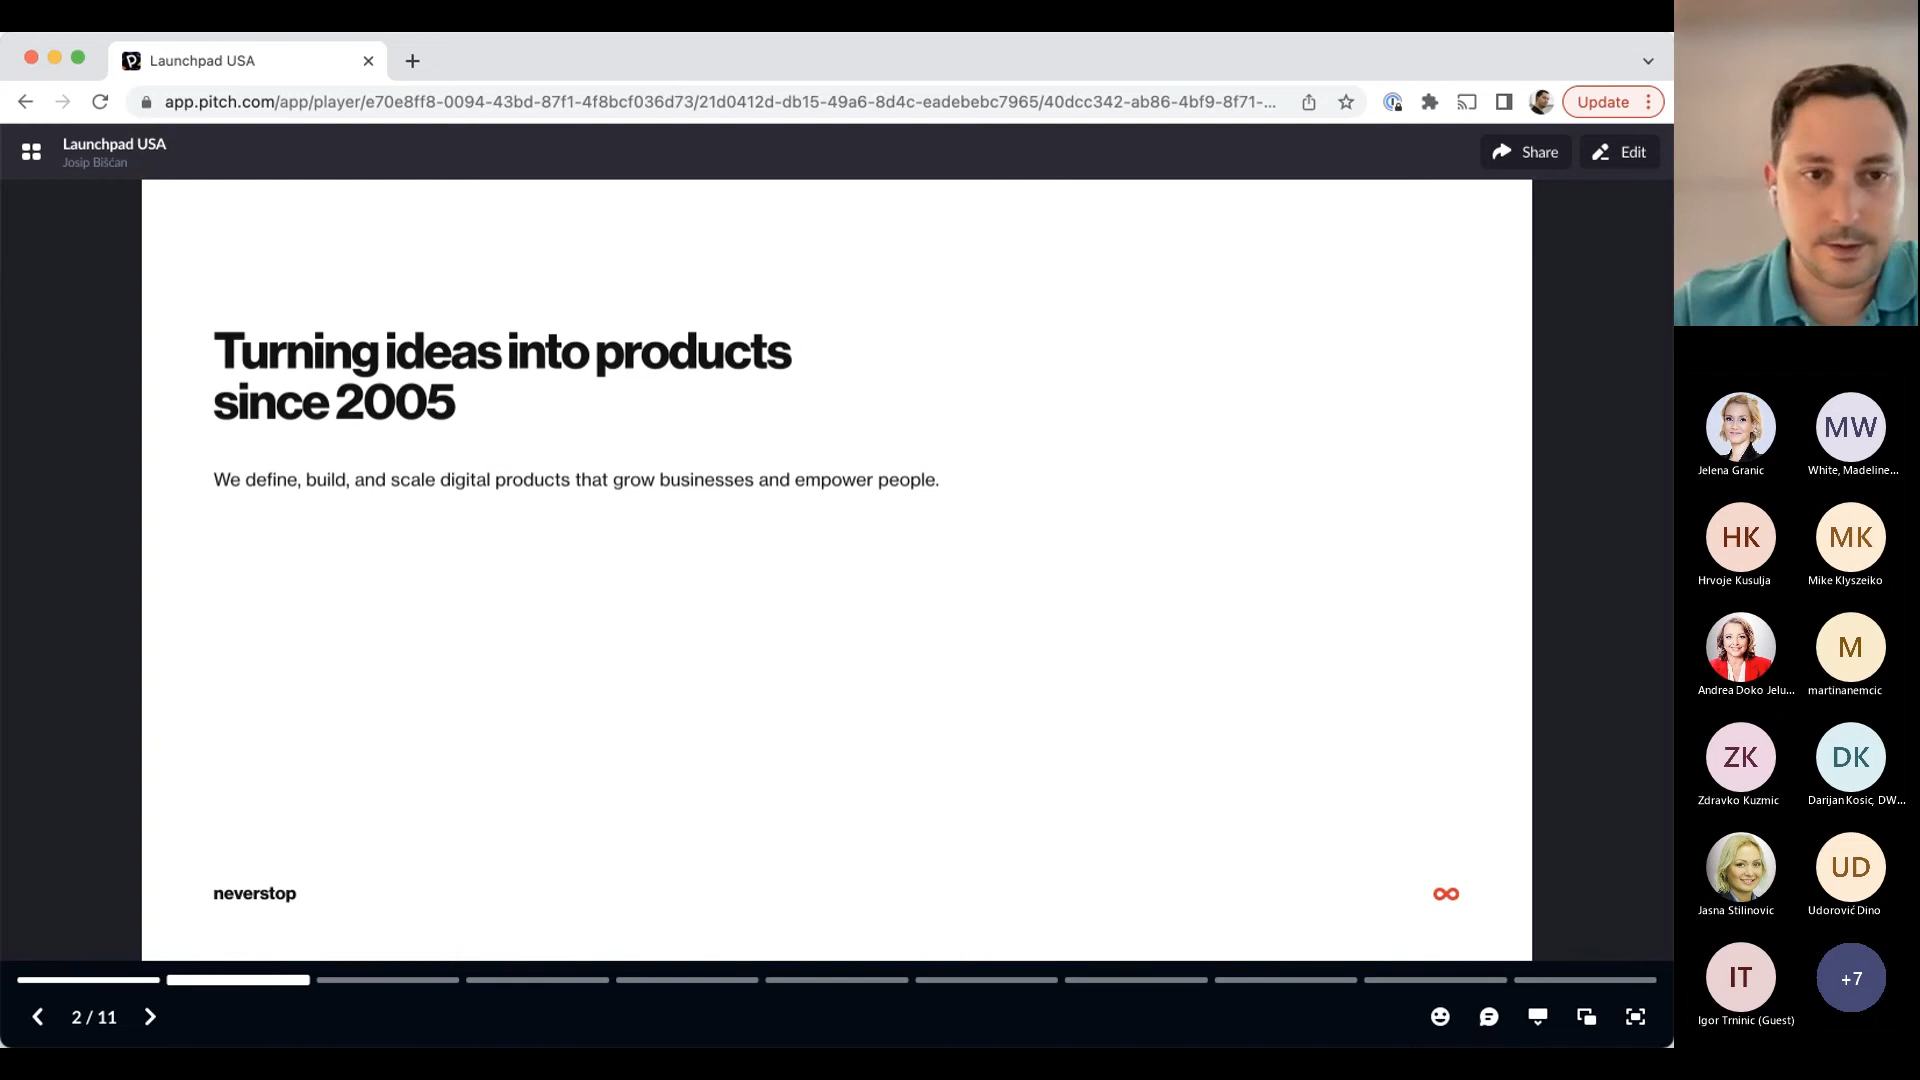 Launchpad USA
app.pitch.com/app/player/e70e8ff8-0094-43bd-87f1-4f8bcf036d73/21d0412d-db15-49a6-8d4c-eadebebc7965/40dcc342-ab86-4bf9-8f71-...
Update
Launchpad USA
Josip Bišćan
Share
Edit
Turning ideas into products
since 2005
We define, build, and scale digital products that grow businesses and empower people.
neverstop
2 / 11
Jelena Granic
MW
White, Madeline...
HK
Hrvoje Kusulja
MK
Mike Klyszeiko
Andrea Doko Jelu...
M
martinanemcic
ZK
Zdravko Kuzmic
DK
Darijan Kosic, DW...
Jasna Stilinovic
UD
Udorović Dino
IT
Igor Trninic (Guest)
+7